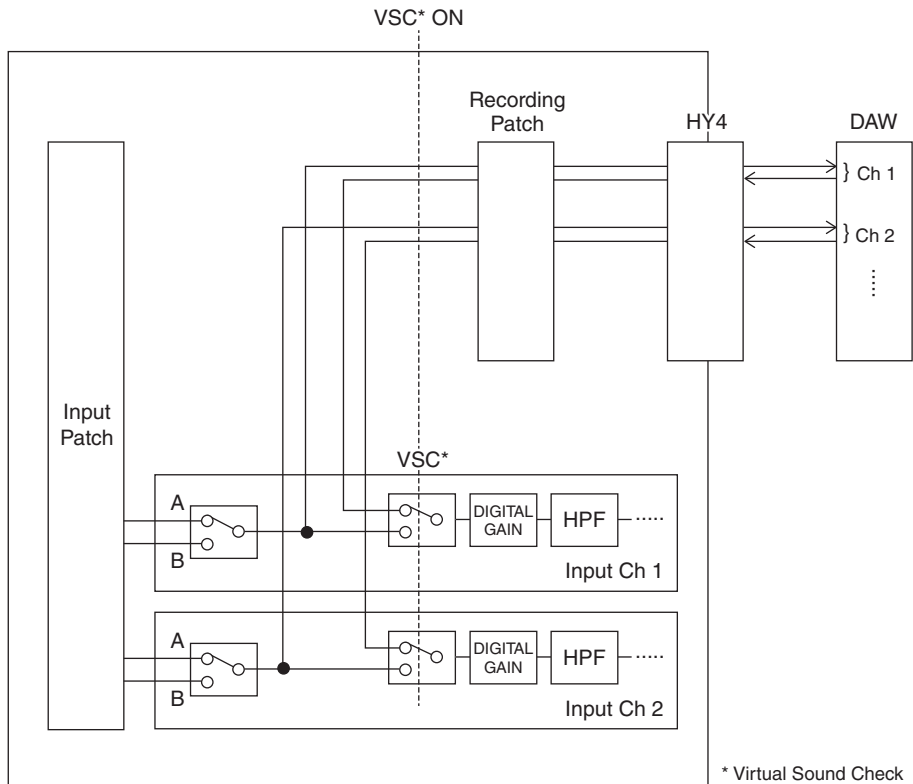 VSC* ON
Recording
Patch
HY4
DAW
} Ch 1
} Ch 2
Input
Patch
VSC*
A
B
DIGITAL
GAIN
HPF
Input Ch 1
A
B
DIGITAL
GAIN
HPF
Input Ch 2
* Virtual Sound Check